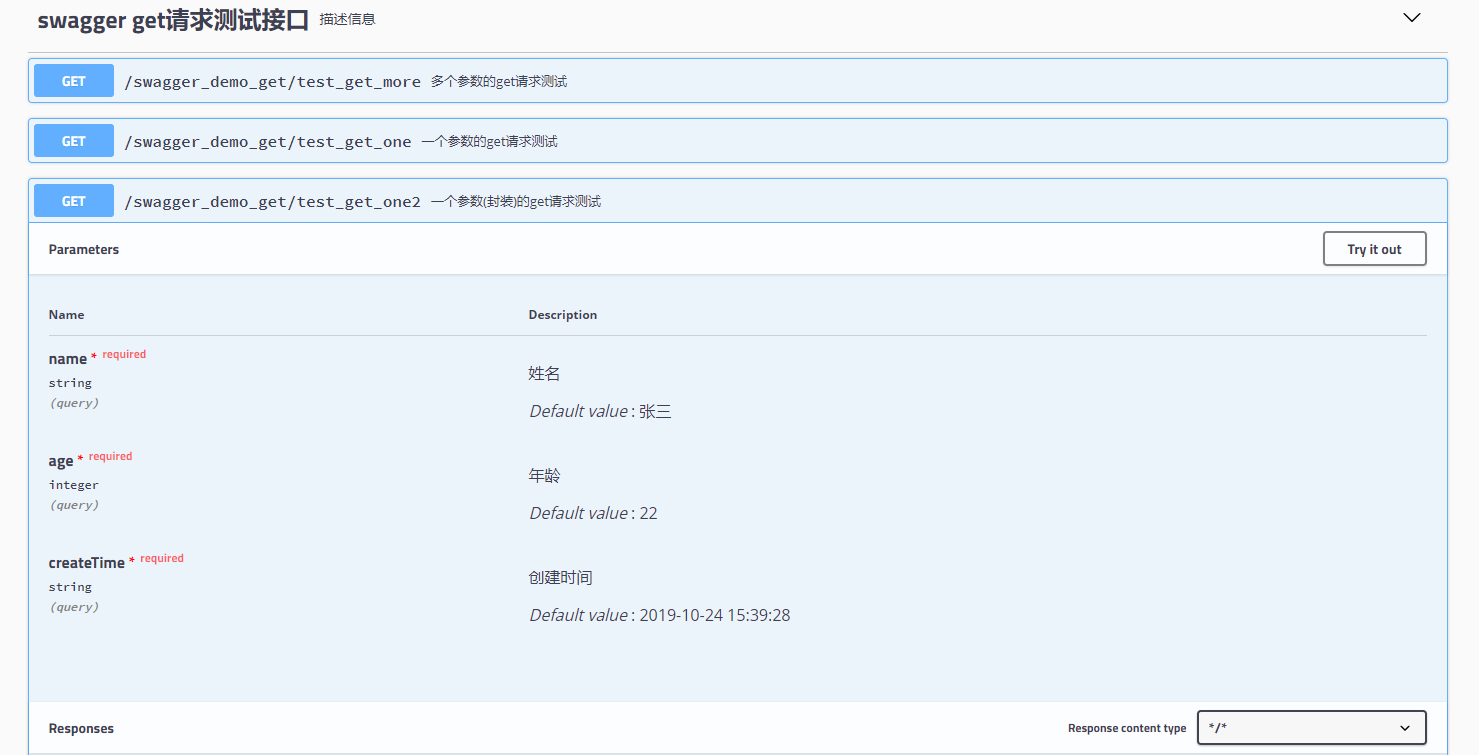 swagger get请求测试接口 描述信息
GET /swagger_demo_get/test_get_more 多个参数的get请求测试
GET /swagger_demo_get/test_get_one 一个参数的get请求测试
GET /swagger_demo_get/test_get_one2 一个参数(封装)的get请求测试
Parameters Try it out
Name Description
name * required
string
(query)
姓名
Default value : 张三
age * required
integer
(query)
年龄
Default value : 22
createTime * required
string
(query)
创建时间
Default value : 2019-10-24 15:39:28
Responses Response content type */*